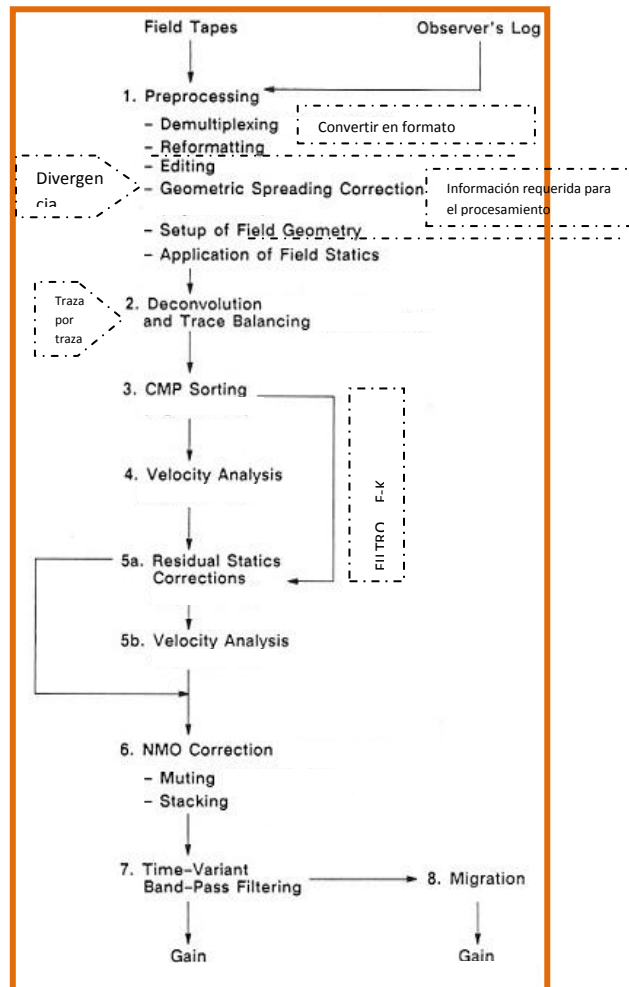 Field Tapes
Observer's Log
1. Preprocessing
- Demultiplexing
Convertir en formato
- Reformatting
- Editing
Divergen
cia
- Geometric Spreading Correction
Información requerida para
el procesamiento
- Setup of Field Geometry
- Application of Field Statics
Traza
por
traza
2. Deconvolution
and Trace Balancing
3. CMP Sorting
FILTRO F-K
4. Velocity Analysis
5a. Residual Statics
Corrections
5b. Velocity Analysis
6. NMO Correction
- Muting
- Stacking
7. Time-Variant
Band-Pass Filtering
8. Migration
Gain
Gain